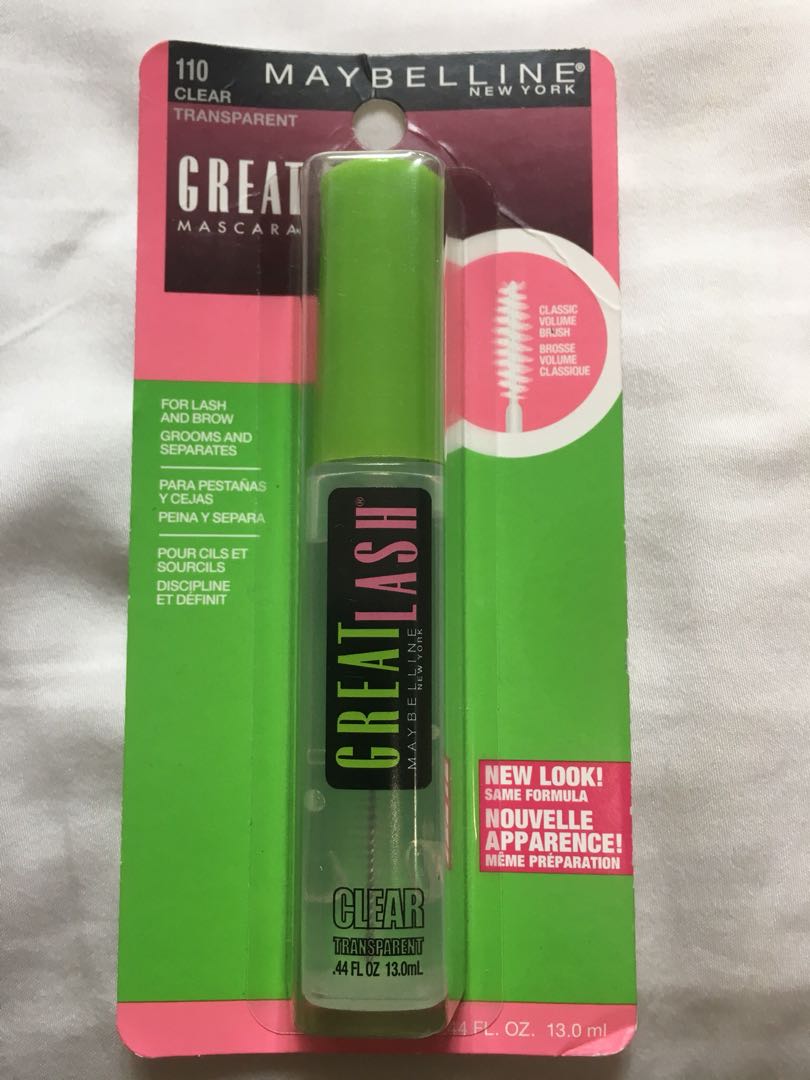 110
CLEAR
TRANSPARENT
MAYBELLINE®
NEW YORK
GREAT
MASCARA
CLASSIC
VOLUME
BRUSH
BROSSE
VOLUME
CLASSIQUE
FOR LASH
AND BROW
GROOMS AND
SEPARATES
PARA PESTAÑAS
Y CEJAS
PEINA Y SEPARA
POUR CILS ET
SOURCILS
DISCIPLINE
ET DÉFINIT
GREAT LASH®
MAYBELLINE
NEW YORK
NEW LOOK!
SAME FORMULA
NOUVELLE
APPARENCE!
MÊME PRÉPARATION
CLEAR
TRANSPARENT
.44 FL OZ 13.0mL
44 FL. OZ. 13.0 ml